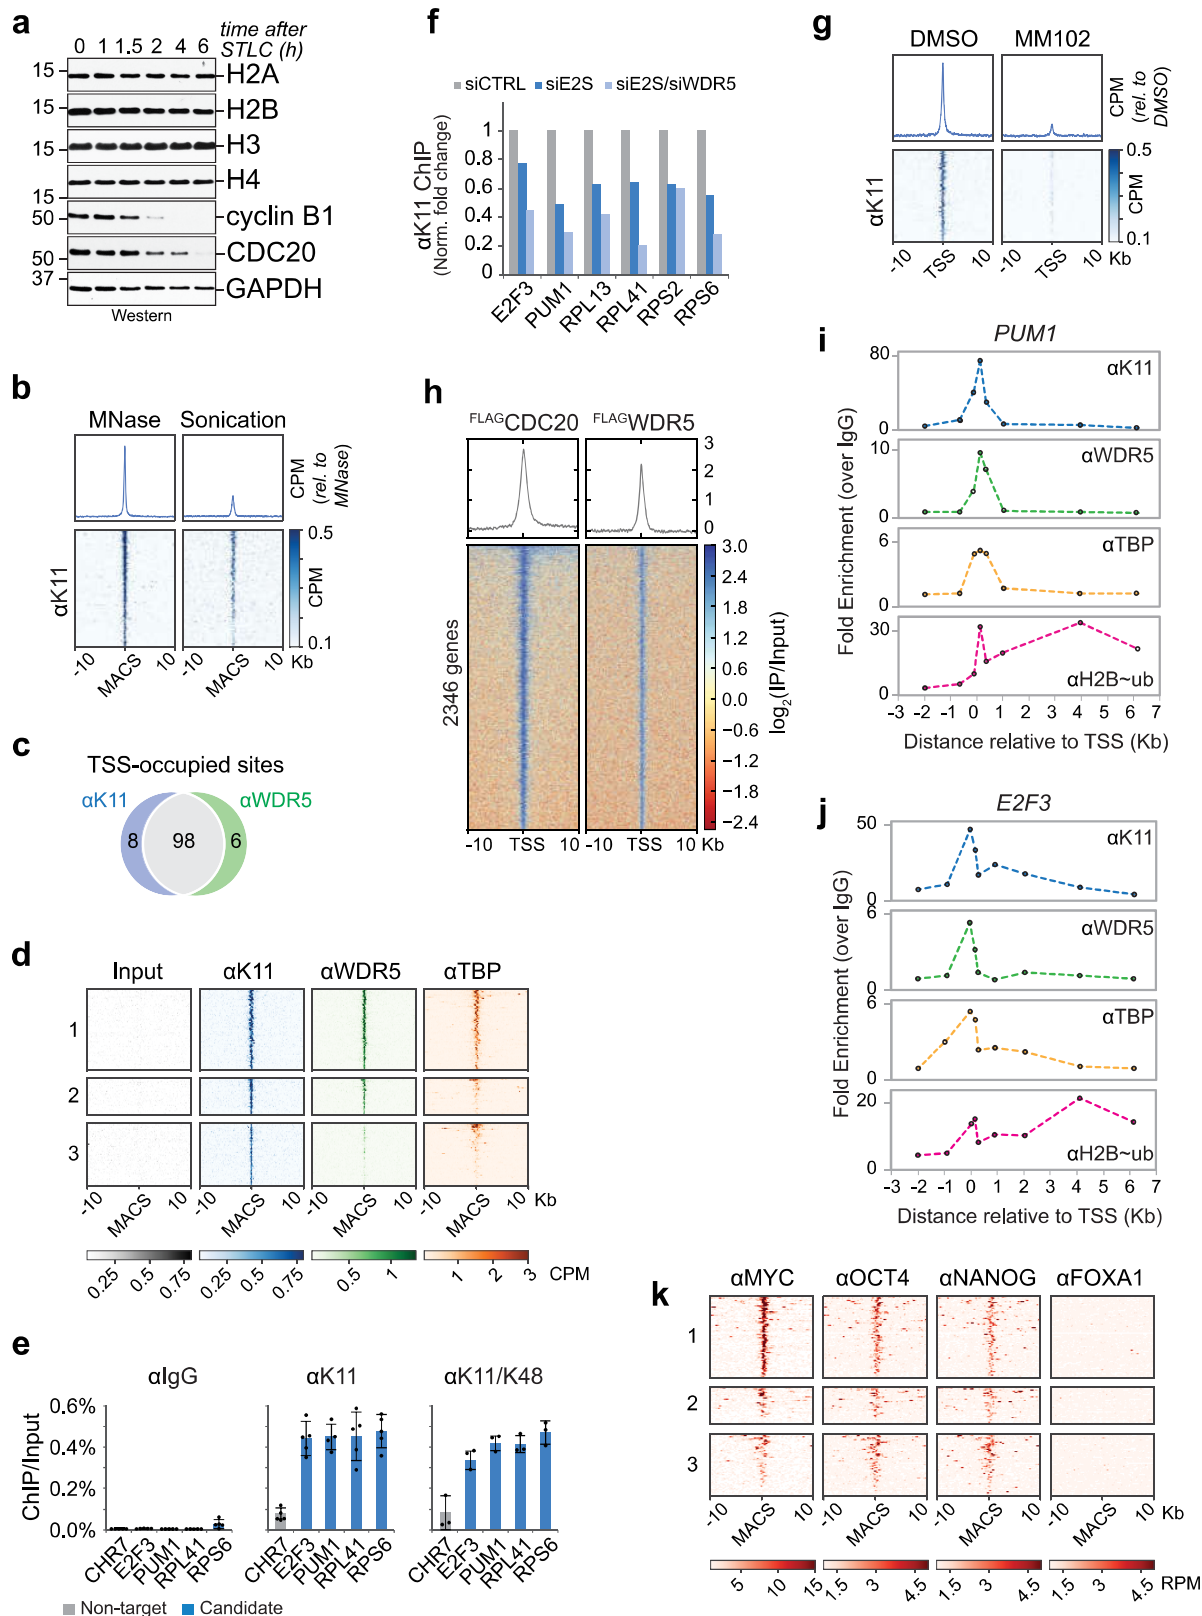 a
time after
STLC (h)
0 1 1.5 2 4 6
15 H2A
15 H2B
15 H3
15 H4
50 cyclin B1
50 CDC20
37 GAPDH
Western
b
MNase Sonication
CPM
(rel. to
MNase)
αK11
0.5
CPM
0.1
-10 MACS 10 -10 MACS 10 Kb
c
TSS-occupied sites
αK11 αWDR5
8 98 6
d
Input αK11 αWDR5 αTBP
1
2
3
-10 MACS 10 -10 MACS 10 -10 MACS 10 -10 MACS 10 Kb
0.25 0.5 0.75 0.25 0.5 0.75 0.5 1 1 2 3 CPM
e
αIgG αK11 αK11/K48
ChIP/Input
0.6%
0.4%
0.2%
0.0%
CHR7 E2F3 PUM1 RPL41 RPS6 CHR7 E2F3 PUM1 RPL41 RPS6 CHR7 E2F3 PUM1 RPL41 RPS6
Non-target Candidate
f
siCTRL siE2S siE2S/siWDR5
αK11 ChIP
(Norm. fold change)
1
0.8
0.6
0.4
0.2
0
E2F3 PUM1 RPL13 RPL41 RPS2 RPS6
g
DMSO MM102
CPM
(rel. to
DMSO)
αK11
0.5
CPM
0.1
-10 TSS 10 -10 TSS 10 Kb
h
FLAGCDC20 FLAGWDR5
3
2
1
0
2346 genes
3.0
2.4
1.8
1.2
0.6
0.0
−0.6
−1.2
−1.8
−2.4
log2(IP/Input)
-10 TSS 10 -10 TSS 10 Kb
i
PUM1
Fold Enrichment (over IgG)
80
0
αK11
10
0
αWDR5
6
0
αTBP
30
0
αH2B~ub
-3 -2 -1 0 1 2 3 4 5 6 7
Distance relative to TSS (Kb)
j
E2F3
Fold Enrichment (over IgG)
50
0
αK11
6
0
αWDR5
6
0
αTBP
20
0
αH2B~ub
-3 -2 -1 0 1 2 3 4 5 6 7
Distance relative to TSS (Kb)
k
αMYC αOCT4 αNANOG αFOXA1
1
2
3
-10 MACS 10 -10 MACS 10 -10 MACS 10 -10 MACS 10 Kb
5 10 15 1.5 3 4.5 1.5 3 4.5 1.5 3 4.5 RPM